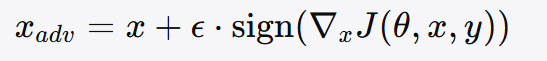 x_{adv} = x + ϵ · sign(∇_x J(θ, x, y))